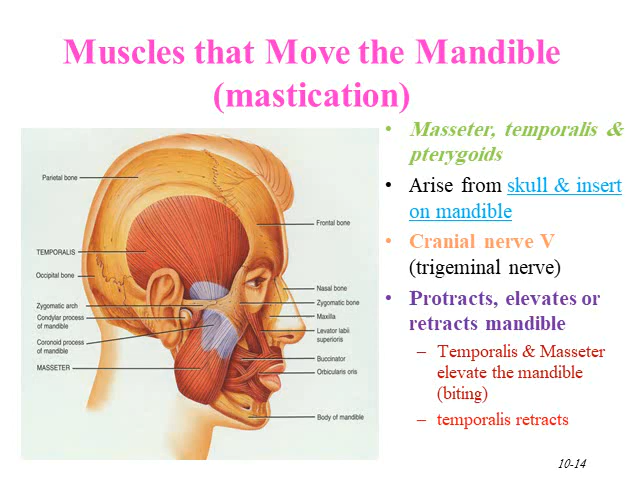 Muscles that Move the Mandible
(mastication)
Parietal bone
Frontal bone
TEMPORALIS
Occipital bone
Nasal bone
Zygomatic arch
Zygomatic bone
Condylar process
of mandible
Maxilla
Levator labii
superioris
Coronoid process
of mandible
Buccinator
MASSETER
Orbicularis oris
Body of mandible
• Masseter, temporalis &
pterygoids
• Arise from skull & insert
on mandible
• Cranial nerve V
(trigeminal nerve)
• Protracts, elevates or
retracts mandible
– Temporalis & Masseter
elevate the mandible
(biting)
– temporalis retracts
10-14